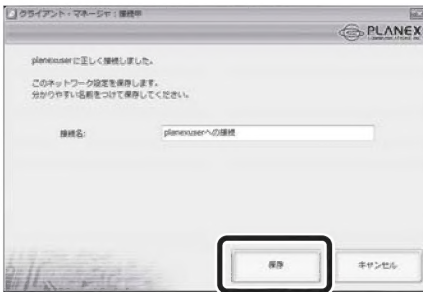 クライアント・マネージャ：接続中
PLANEX
planexuserに正しく接続しました。
このネットワーク設定を保存します。
分かりやすい名前をつけて保存してください。
接続名：
planexuserへの接続
保存
キャンセル